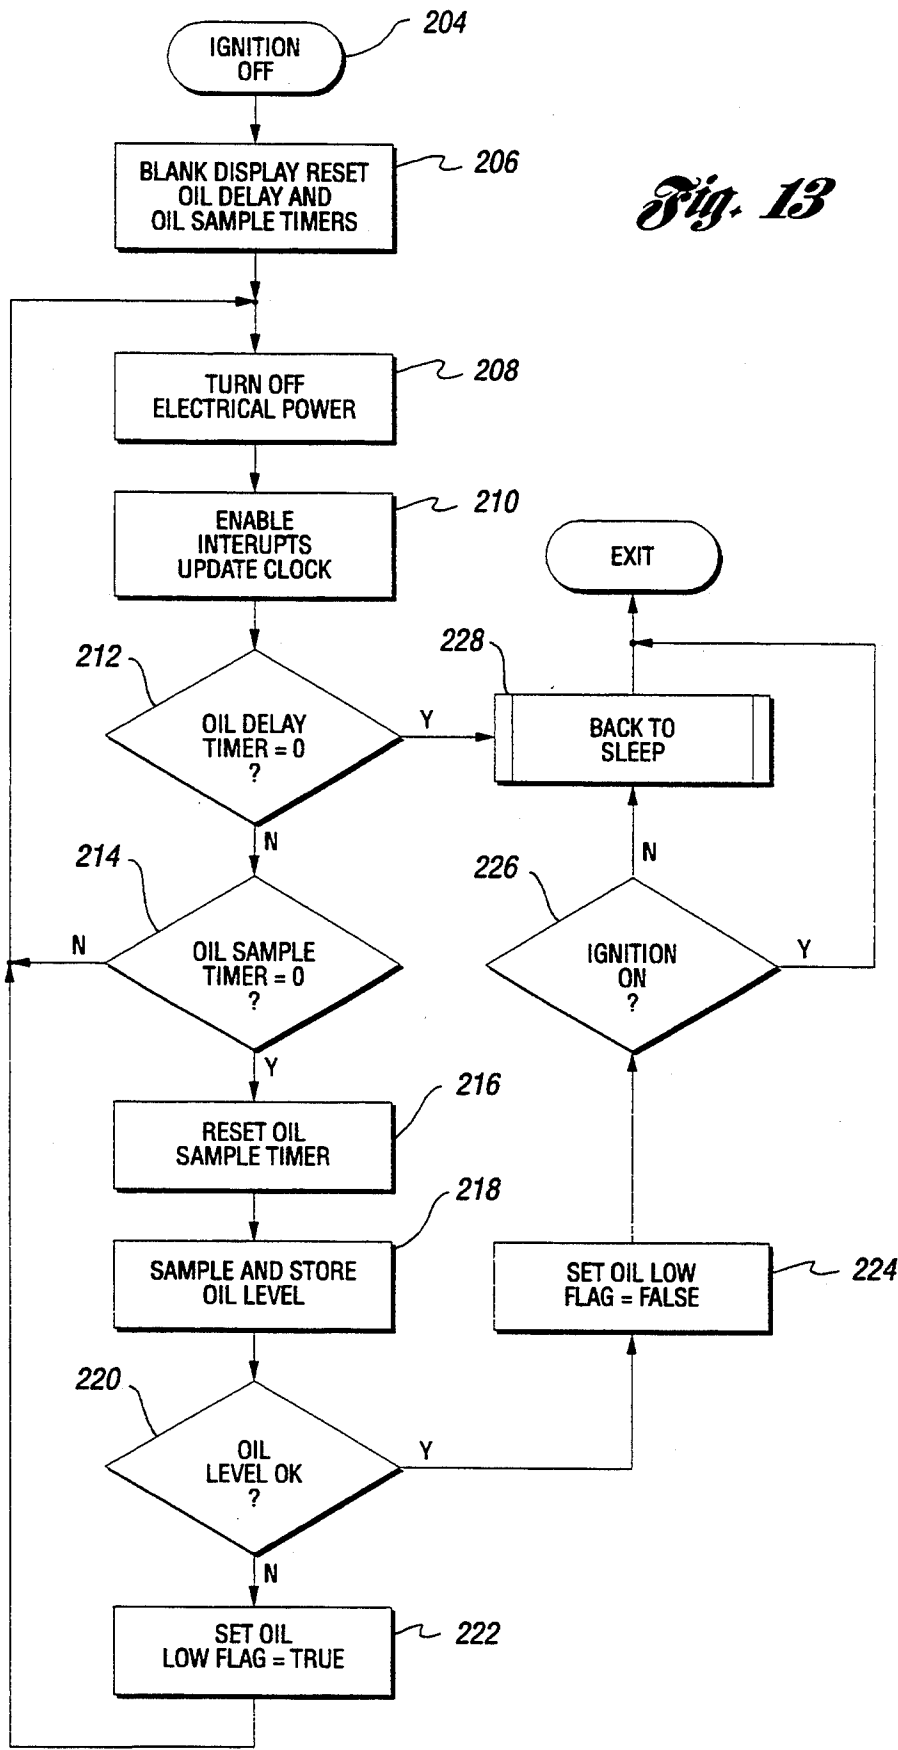 IGNITION
OFF
204
BLANK DISPLAY RESET
OIL DELAY AND
OIL SAMPLE TIMERS
206
Fig. 13
TURN OFF
ELECTRICAL POWER
208
ENABLE
INTERUPTS
UPDATE CLOCK
210
EXIT
212
OIL DELAY
TIMER = 0
?
Y
N
228
BACK TO
SLEEP
214
OIL SAMPLE
TIMER = 0
?
N
Y
226
N
IGNITION
ON
?
Y
RESET OIL
SAMPLE TIMER
216
SAMPLE AND STORE
OIL LEVEL
218
SET OIL LOW
FLAG = FALSE
224
220
OIL
LEVEL OK
?
Y
N
SET OIL
LOW FLAG = TRUE
222